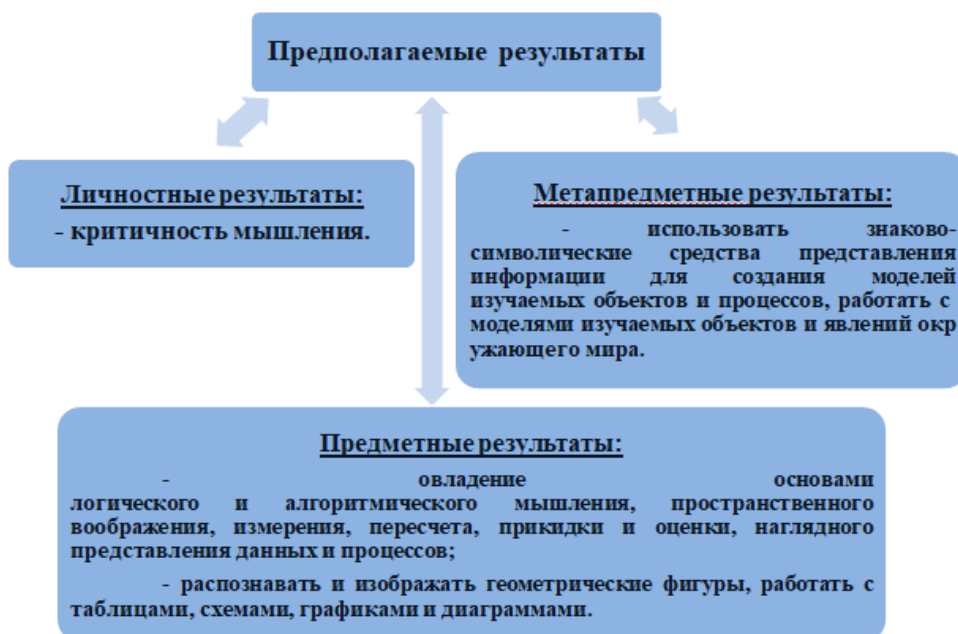 Предполагаемые результаты
Личностные результаты:
- критичность мышления.
Метапредметные результаты:
- использовать знаково-
символические средства представления
информации для создания моделей
изучаемых объектов и процессов, работать с
моделями изучаемых объектов и явлений окр
ужающего мира.
Предметные результаты:
- овладение основами
логического и алгоритмического мышления, пространственного
воображения, измерения, пересчета, прикидки и оценки, наглядного
представления данных и процессов;
- распознавать и изображать геометрические фигуры, работать с
таблицами, схемами, графиками и диаграммами.